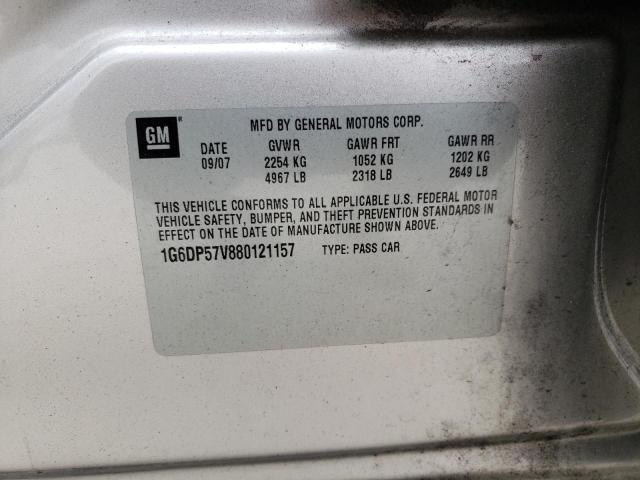 GM
MFD BY GENERAL MOTORS CORP.
DATE GVWR GAWR FRT GAWR RR
09/07 2254 KG 1052 KG 1202 KG
4967 LB 2318 LB 2649 LB
THIS VEHICLE CONFORMS TO ALL APPLICABLE U.S. FEDERAL MOTOR
VEHICLE SAFETY, BUMPER, AND THEFT PREVENTION STANDARDS IN
EFFECT ON THE DATE OF MANUFACTURE SHOWN ABOVE.
1G6DP57V880121157 TYPE: PASS CAR